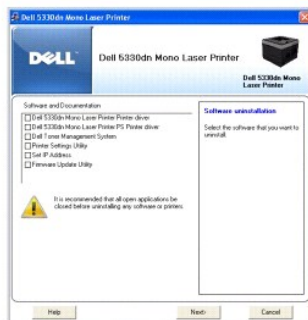 Dell 5330dn Mono Laser Printer
DELL
Dell 5330dn Mono Laser Printer
Dell 5330dn Mono
Laser Printer
Software and Documentation
Dell 5330dn Mono Laser Printer Printer driver
Dell 5330dn Mono Laser Printer PS Printer driver
Dell Toner Management System
Printer Settings Utility
Set IP Address
Firmware Update Utility
Software uninstallation
Select the software that you want to
uninstall.
It is recommended that all open applications be
closed before uninstalling any software or printers.
Help
Next>
Cancel